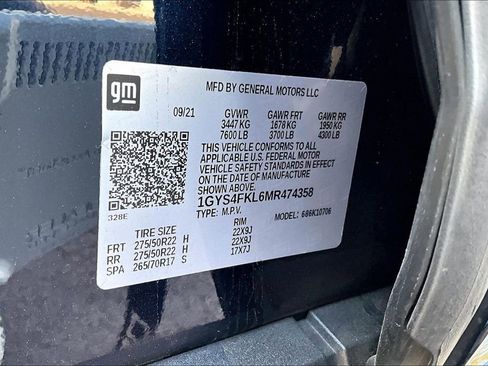 gm
MFD BY GENERAL MOTORS LLC
09/21 GVWR GAWR FRT GAWR RR
3447 KG 1678 KG 1950 KG
7600 LB 3700 LB 4300 LB
THIS VEHICLE CONFORMS TO ALL
APPLICABLE U.S. FEDERAL MOTOR
VEHICLE SAFETY STANDARDS IN EFFECT
ON THE DATE OF MANUFACTURE
SHOWN ABOVE.
1GYS4FKL6MR474358
328E TYPE: M.P.V. MODEL: 686K10706
TIRE SIZE RIM
FRT 275/50R22 H 22X9J
RR 275/50R22 H 22X9J
SPA 265/70R17 S 17X7J